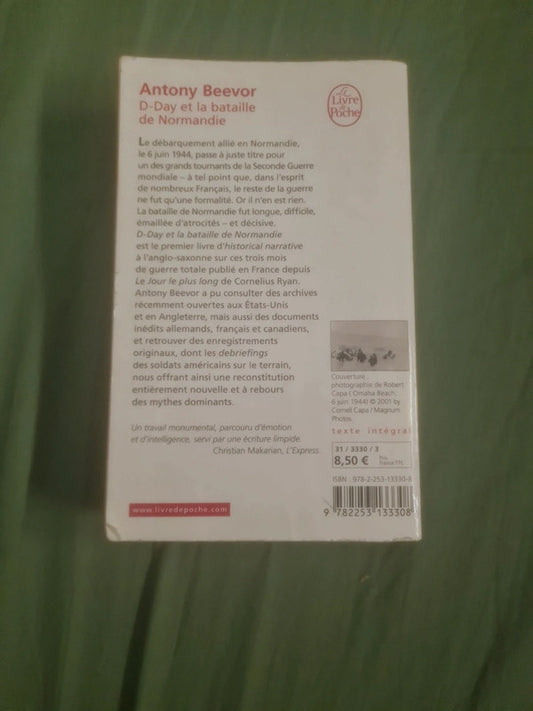 Antony Beevor
D-Day et la bataille
de Normandie
Le
Livre
de
Poche
Le débarquement allié en Normandie,
le 6 juin 1944, passe à juste titre pour
un des grands tournants de la Seconde Guerre
mondiale – à tel point que, dans l'esprit
de nombreux Français, le reste de la guerre
ne fut qu'une formalité. Or il n'en est rien.
La bataille de Normandie fut longue, difficile,
émaillée d'atrocités – et décisive.
D-Day et la bataille de Normandie
est le premier livre d'historical narrative
à l'anglo-saxonne sur ces trois mois
de guerre totale publié en France depuis
Le Jour le plus long de Cornelius Ryan.
Antony Beevor a pu consulter des archives
récemment ouvertes aux États-Unis
et en Angleterre, mais aussi des documents
inédits allemands, français et canadiens,
et retrouver des enregistrements
originaux, dont les debriefings
des soldats américains sur le terrain,
nous offrant ainsi une reconstitution
entièrement nouvelle et à rebours
des mythes dominants.
Un travail monumental, parcouru d'émotion
et d'intelligence, servi par une écriture limpide.
Christian Makarian, L'Express.
www.livredepoche.com
Couverture :
photographie de Robert
Capa ('Omaha Beach,
6 juin 1944) © 2001 by
Cornell Capa / Magnum
Photos.
texte intégral
31 / 3330 / 3
8,50 € Prix
France TTC
ISBN : 978-2-253-13330-8
9 782253 133308